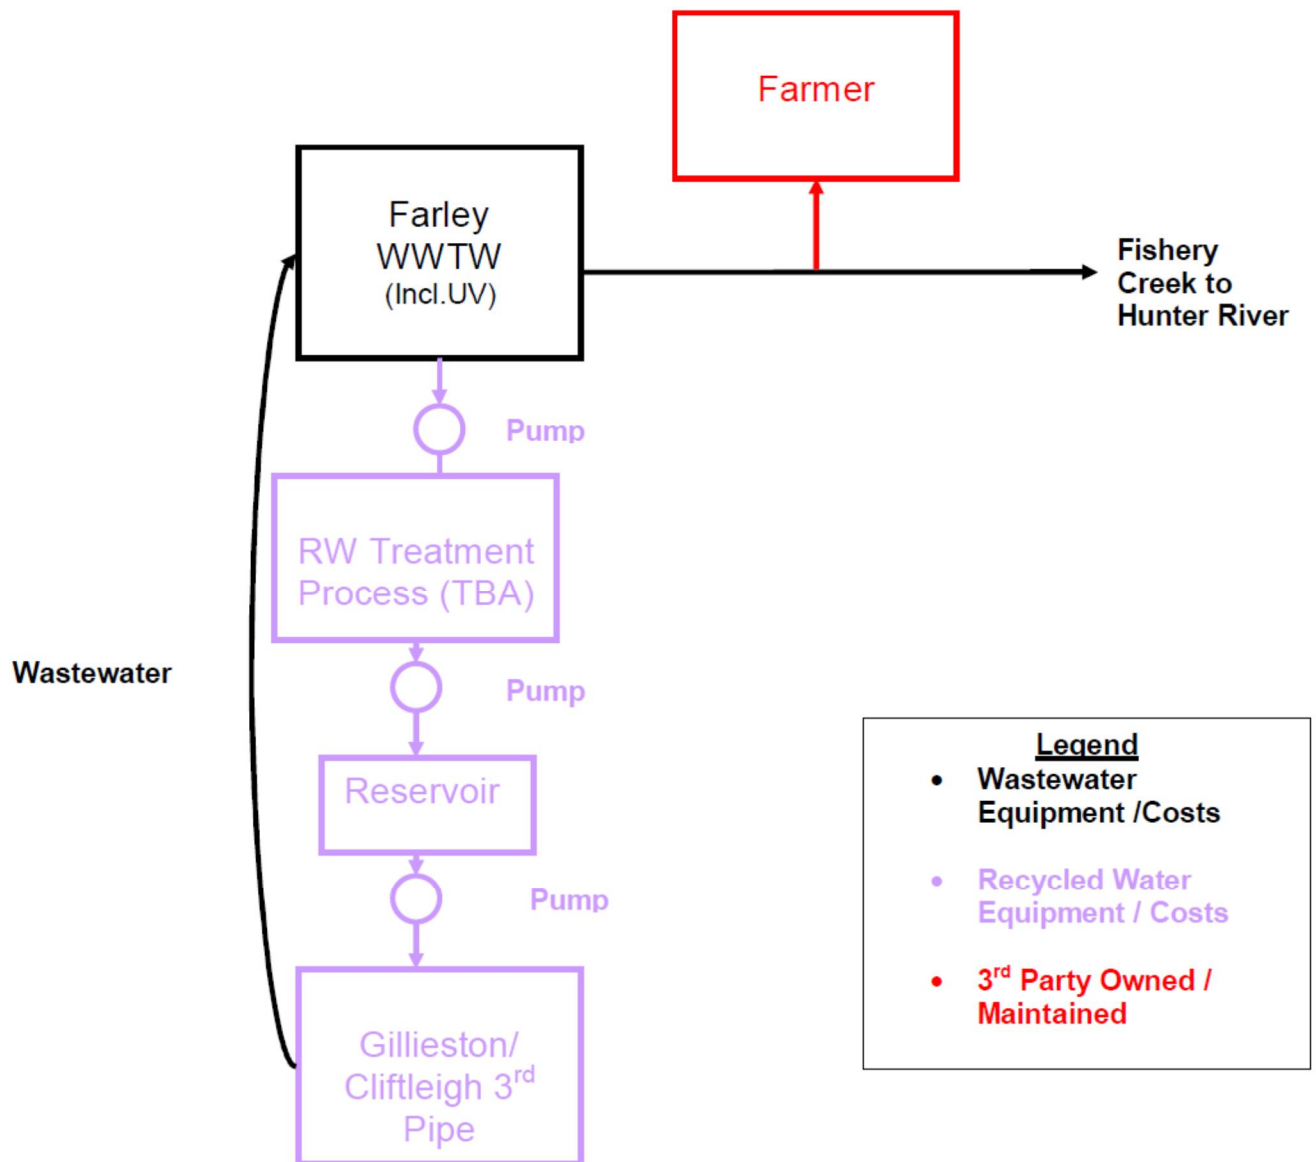 Farmer
Farley
WWTW
(Incl.UV)
Fishery
Creek to
Hunter River
Pump
RW Treatment
Process (TBA)
Wastewater
Pump
Reservoir
Pump
Gillieston/
Cliftleigh 3rd
Pipe
Legend
• Wastewater
Equipment /Costs
• Recycled Water
Equipment / Costs
• 3rd Party Owned /
Maintained